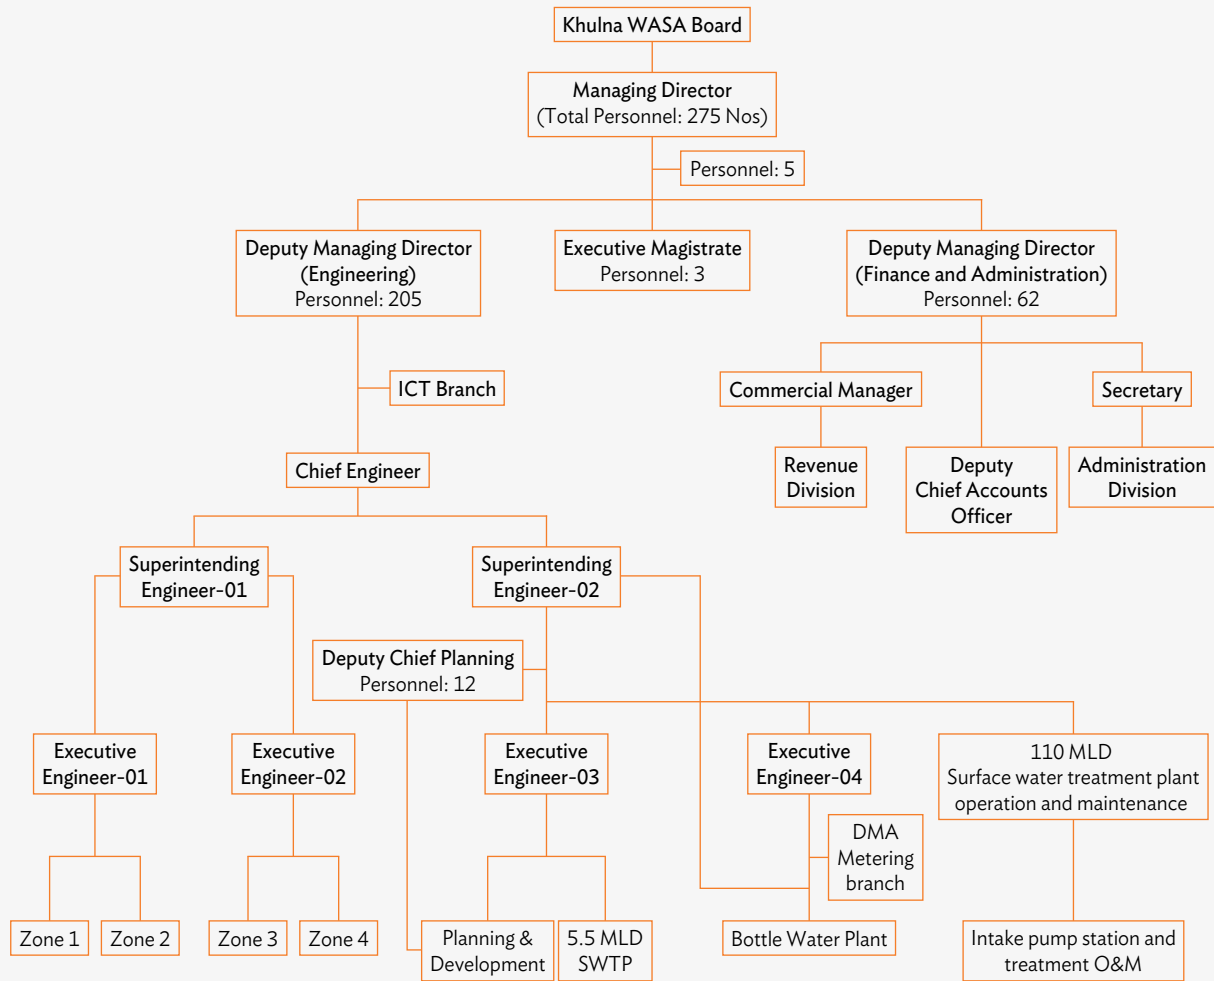 Khulna WASA Board
Managing Director
(Total Personnel: 275 Nos)
Personnel: 5
Deputy Managing Director
(Engineering)
Personnel: 205
Executive Magistrate
Personnel: 3
Deputy Managing Director
(Finance and Administration)
Personnel: 62
ICT Branch
Commercial Manager
Secretary
Chief Engineer
Revenue
Division
Deputy
Chief Accounts
Officer
Administration
Division
Superintending
Engineer-01
Superintending
Engineer-02
Deputy Chief Planning
Personnel: 12
Executive
Engineer-01
Executive
Engineer-02
Executive
Engineer-03
Executive
Engineer-04
110 MLD
Surface water treatment plant
operation and maintenance
DMA
Metering
branch
Zone 1
Zone 2
Zone 3
Zone 4
Planning &
Development
5.5 MLD
SWTP
Bottle Water Plant
Intake pump station and
treatment O&M